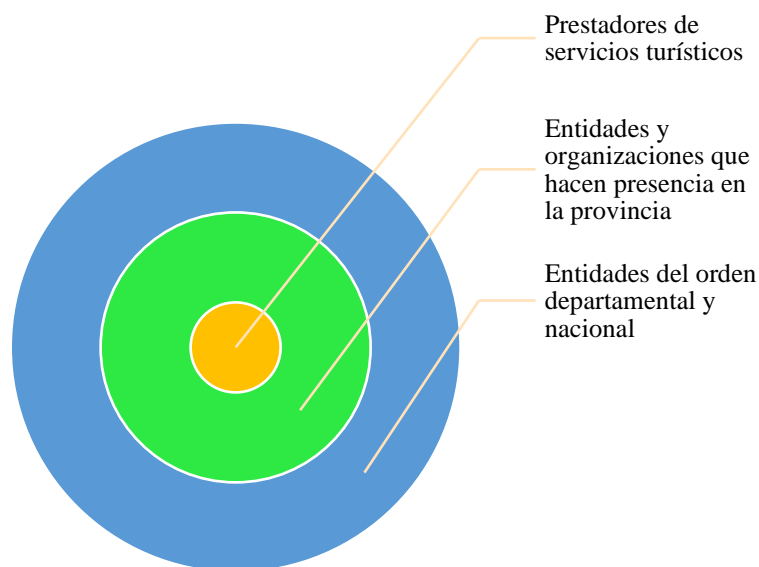 Prestadores de
servicios turísticos
Entidades y
organizaciones que
hacen presencia en
la provincia
Entidades del orden
departamental y
nacional